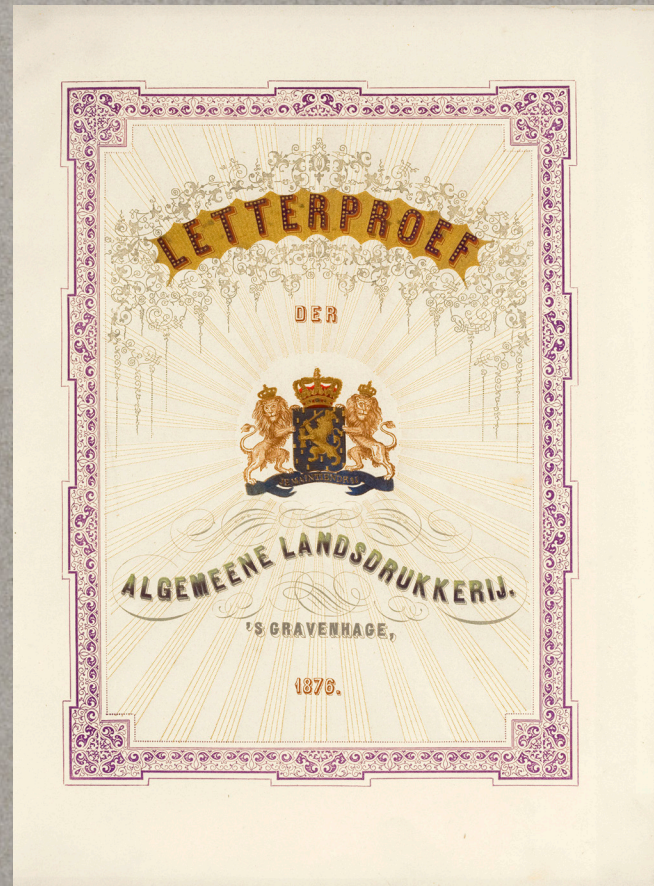 LETTERPROEF
DER
JE MAINTIENDRAI
ALGEMEENE LANDSDRUKKERIJ.
'S GRAVENHAGE,
1876.